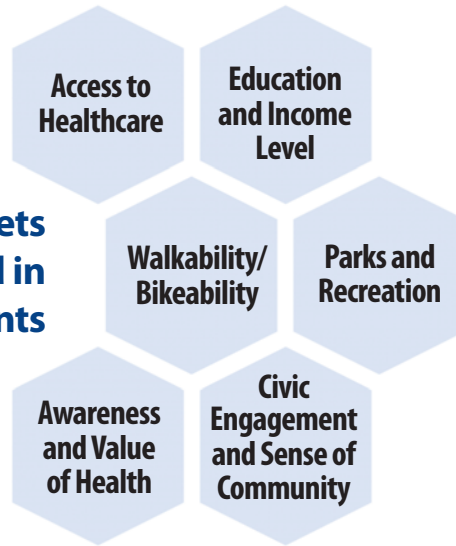 Access to
Healthcare
Education
and Income
Level
ets
in
nts
Walkability/
Bikeability
Parks and
Recreation
Awareness
and Value
of Health
Civic
Engagement
and Sense of
Community